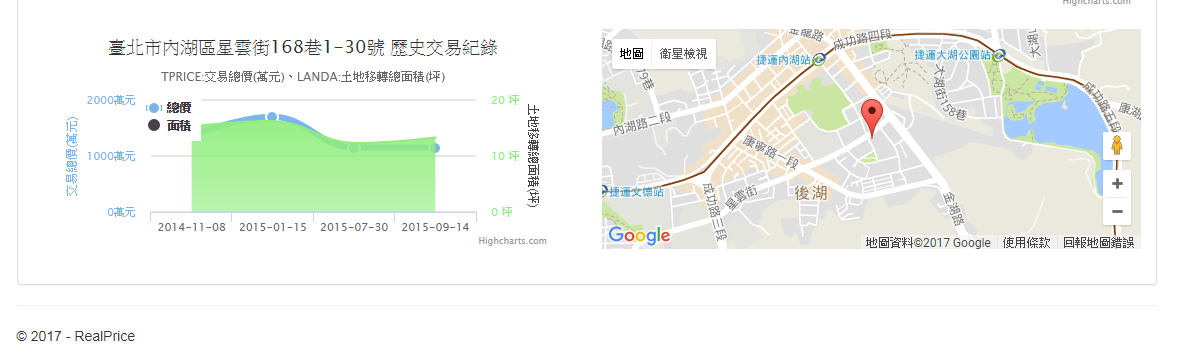 Highcharts.com
臺北市內湖區星雲街168巷1-30號 歷史交易紀錄
TPRICE:交易總價(萬元)、LANDA:土地移轉總面積(坪)
交易總價(萬元)
2000萬元
1000萬元
0萬元
總價
面積
20 坪
10 坪
0 坪
土地移轉總面積(坪)
2014-11-08
2015-01-15
2015-07-30
2015-09-14
Highcharts.com
地圖
衛星檢視
金龍路
成功路四段
捷運內湖站
捷運大湖公園站
大湖街158巷
成功路五段
康湖
內湖路二段
康寧路一段
捷運文德站
成功路三段
星雲街
後湖
金湖路
Google
地圖資料©2017 Google
使用條款
回報地圖錯誤
© 2017 - RealPrice